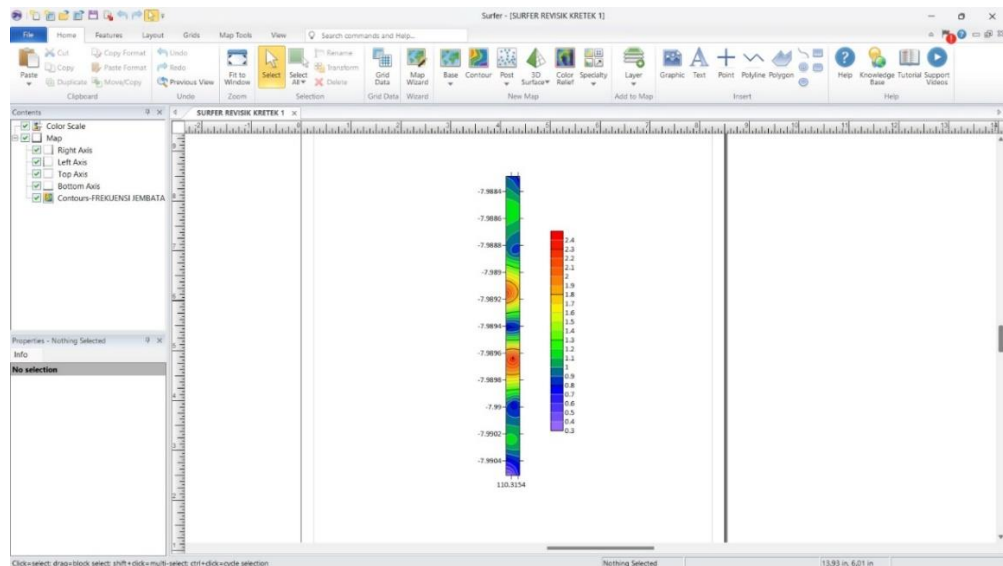 Surfer - [SURFER REVISIK KRETEK 1]
File Home Features Layout Grids Map Tools View Search commands and Help...
Paste
Cut
Copy
Duplicate
Copy Format
Paste Format
Move/Copy
Clipboard
Undo
Redo
Previous View
Undo
Fit to Window
Zoom
Select
Select All
Rename
Transform
Delete
Selection
Grid Data
Grid Data
Map Wizard
Wizard
Base
Contour
Post
3D Surface
Color Relief
Specialty
New Map
Layer
Add to Map
Graphic
Text
Point
Polyline
Polygon
Insert
Help
Knowledge Base
Tutorial
Support Videos
Help
Contents
SURFER REVISIK KRETEK 1
Color Scale
Map
Right Axis
Left Axis
Top Axis
Bottom Axis
Contours-FREKUENSI JEMBATA
Properties - Nothing Selected
Info
No selection
-7.9884
-7.9886
-7.9888
-7.989
-7.9892
-7.9894
-7.9896
-7.9898
-7.99
-7.9902
-7.9904
110.3154
2.4
2.3
2.2
2.1
2
1.9
1.8
1.7
1.6
1.5
1.4
1.3
1.2
1.1
1
0.9
0.8
0.7
0.6
0.5
0.4
0.3
Click=select; drag=block select; shift+click=multi-select; ctrl+click=cycle selection
Nothing Selected
13.93 in, 6.01 in